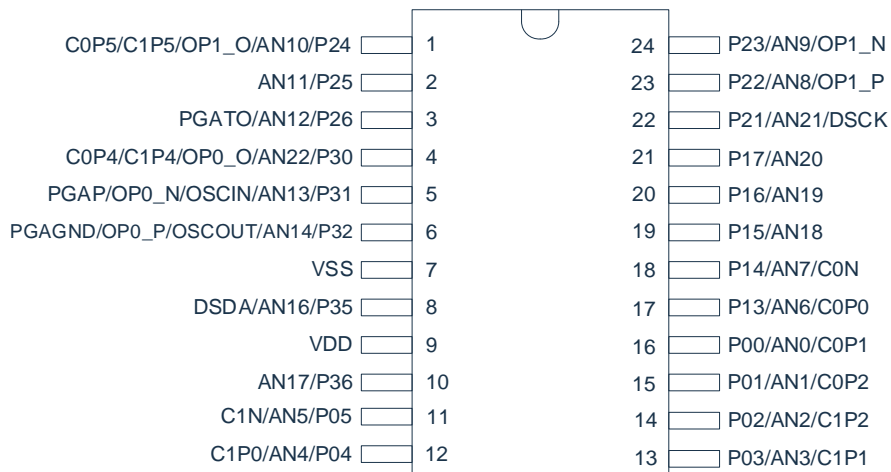 C0P5/C1P5/OP1_O/AN10/P24 1 24 P23/AN9/OP1_N
AN11/P25 2 23 P22/AN8/OP1_P
PGATO/AN12/P26 3 22 P21/AN21/DSCK
C0P4/C1P4/OP0_O/AN22/P30 4 21 P17/AN20
PGAP/OP0_N/OSCIN/AN13/P31 5 20 P16/AN19
PGAGND/OP0_P/OSCOUT/AN14/P32 6 19 P15/AN18
VSS 7 18 P14/AN7/C0N
DSDA/AN16/P35 8 17 P13/AN6/C0P0
VDD 9 16 P00/AN0/C0P1
AN17/P36 10 15 P01/AN1/C0P2
C1N/AN5/P05 11 14 P02/AN2/C1P2
C1P0/AN4/P04 12 13 P03/AN3/C1P1